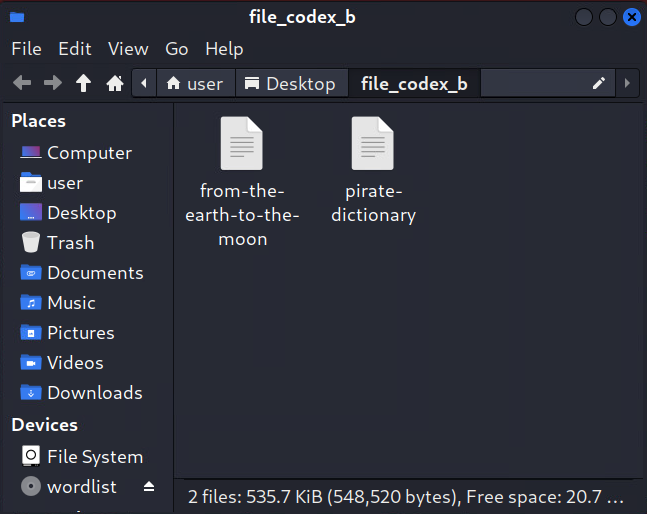 file_codex_b
File Edit View Go Help
user Desktop file_codex_b
Places
Computer
user
Desktop
Trash
Documents
Music
Pictures
Videos
Downloads
Devices
File System
wordlist
from-the-
earth-to-the-
moon
pirate-
dictionary
2 files: 535.7 KiB (548,520 bytes), Free space: 20.7 ...